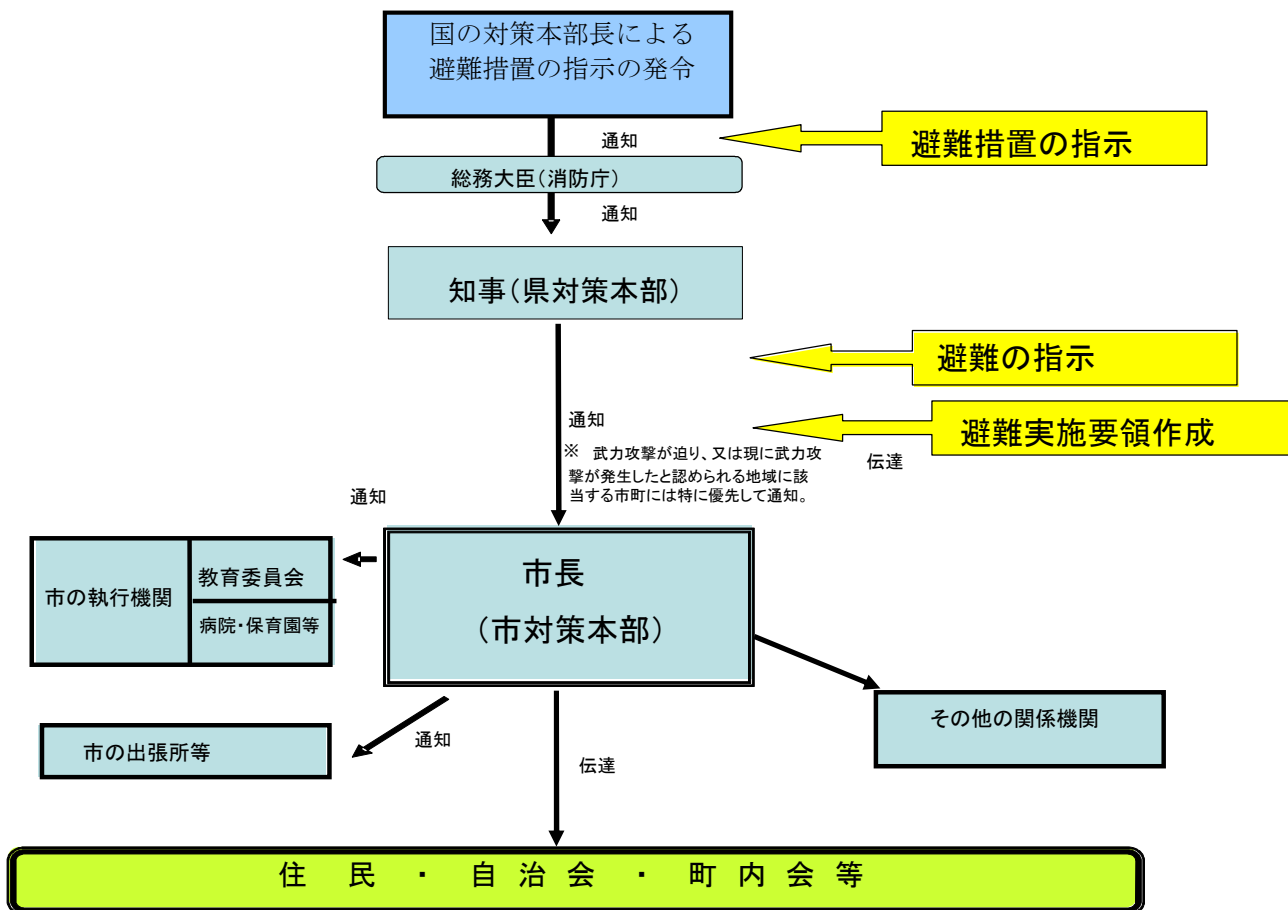 国の対策本部長による
避難措置の指示の発令
通知
避難措置の指示
総務大臣(消防庁)
通知
知事(県対策本部)
避難の指示
通知
避難実施要領作成
※ 武力攻撃が迫り、又は現に武力攻
撃が発生したと認められる地域に該
当する市町には特に優先して通知。
伝達
通知
市の執行機関
教育委員会
病院・保育園等
市長
(市対策本部)
その他の関係機関
市の出張所等
通知
伝達
住 民 ・ 自 治 会 ・ 町 内 会 等